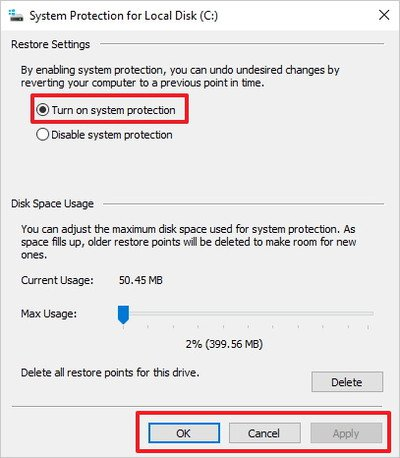 System Protection for Local Disk (C:)
Restore Settings
By enabling system protection, you can undo undesired changes by
reverting your computer to a previous point in time.
Turn on system protection
Disable system protection
Disk Space Usage
You can adjust the maximum disk space used for system protection. As
space fills up, older restore points will be deleted to make room for new
ones.
Current Usage: 50.45 MB
Max Usage:
2% (399.56 MB)
Delete all restore points for this drive.
Delete
OK Cancel Apply